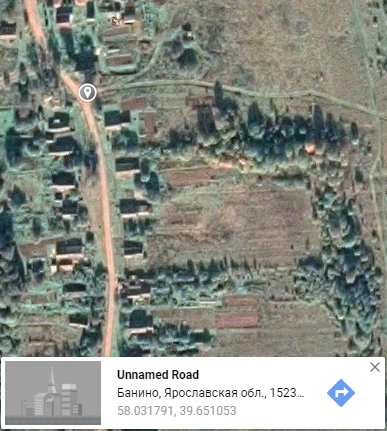 Unnamed Road
Банино, Ярославская обл., 1523...
58.031791, 39.651053